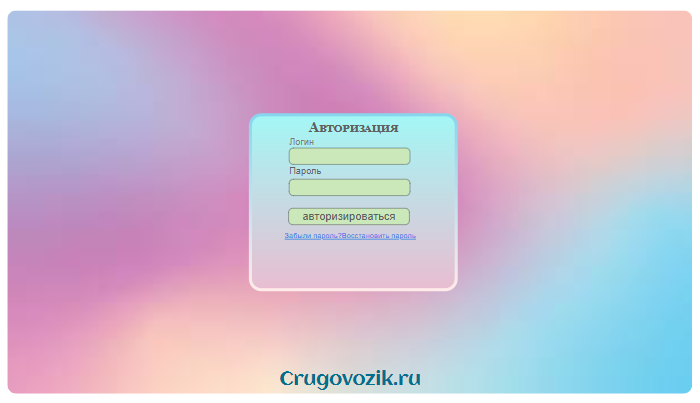 Авторизация
Логин
Пароль
авторизироваться
Забыли пароль?Восстановить пароль
Crugovozik.ru